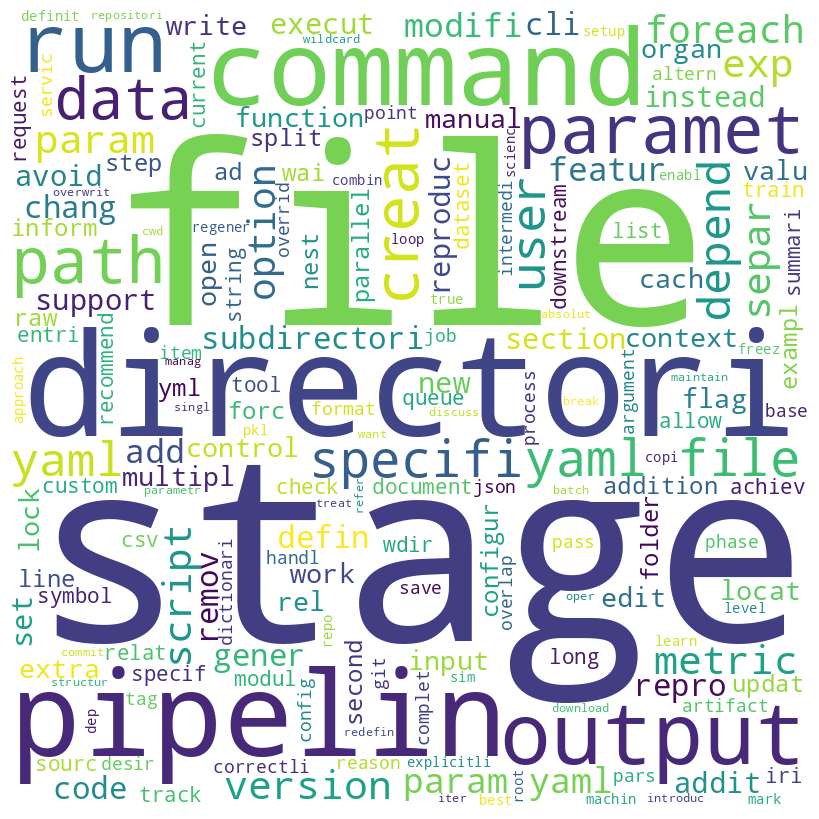 definit repositori
write execut modifi cli foreach
wildcard setup
run command organ exp
servic altern
data current instead
request function point manual paramet
param split
avoid step ad wai combin scienc featur valu
overwrit enabl train
chang option override creat reproduc dataset user depend separ
inform cwd regener loop intermedi list
path open string nest parallel file downstream cache summari
support true
raw absolut exampl
entri subdirectori job section context
item freez
approach recommend manag directori
yml tool new process argument maintain
singl forc format queue discuss break flag base
pkl want allow
yaml add control specifi yaml file
copi
lock multipl treat refer json
custom parametr check document batch addition achiev
csv defin wdir configur overlap pass phase folder
set line script remov dictionari handl work save oper level locat
symbol rel edit
commit relat repo learn
extra specif gener second git input long metric
structur tag modul config sim complet repro updat
dep pipelin redefin download artifact
output
sourc desir correctli reason explicitli
code track version param yaml pars addit iri
iter best root machin introduc mark
stage